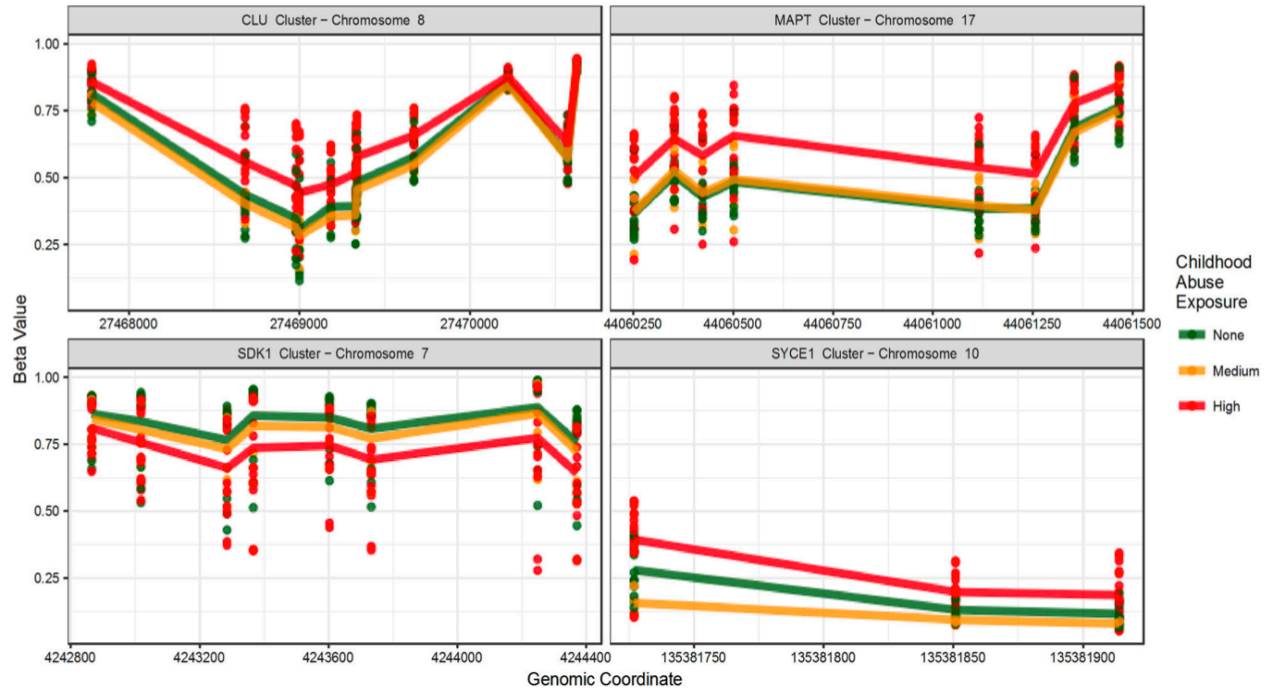 CLU Cluster − Chromosome 8
MAPT Cluster − Chromosome 17
1.00
0.75
0.50
0.25
27468000 27469000 27470000
44060250 44060500 44060750 44061000 44061250 44061500
SDK1 Cluster − Chromosome 7
SYCE1 Cluster − Chromosome 10
1.00
0.75
0.50
0.25
4242800 4243200 4243600 4244000 4244400
135381750 135381800 135381850 135381900
Beta Value
Genomic Coordinate
Childhood
Abuse
Exposure
None
Medium
High